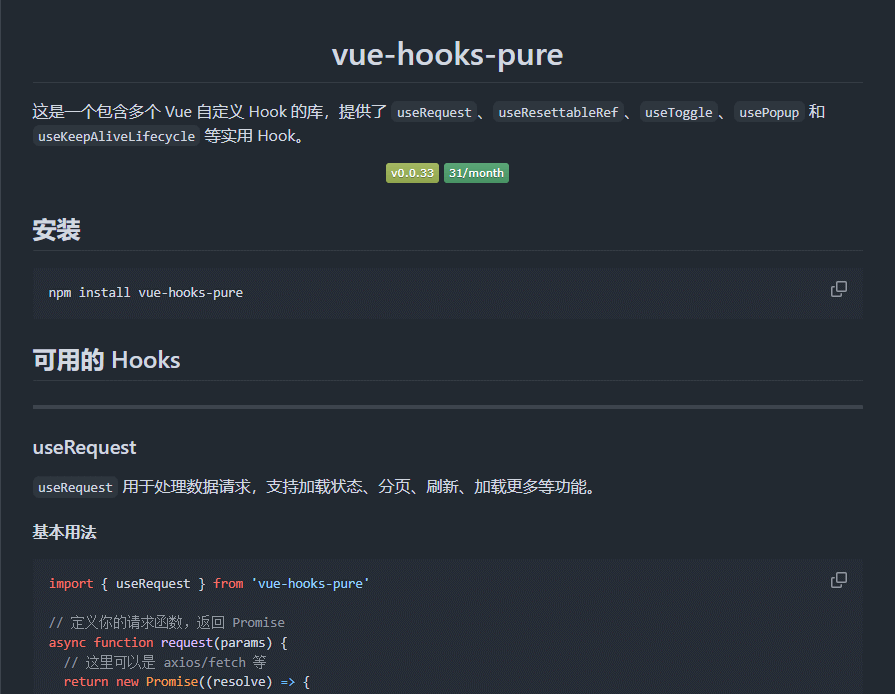 vue-hooks-pure
这是一个包含多个 Vue 自定义 Hook 的库，提供了 useRequest、useResettableRef、useToggle、usePopup 和
useKeepAliveLifecycle 等实用 Hook。
v0.0.33 31/month
安装
npm install vue-hooks-pure
可用的 Hooks
useRequest
useRequest 用于处理数据请求，支持加载状态、分页、刷新、加载更多等功能。
基本用法
import { useRequest } from 'vue-hooks-pure'
// 定义你的请求函数，返回 Promise
async function request(params) {
// 这里可以是 axios/fetch 等
return new Promise((resolve) => {